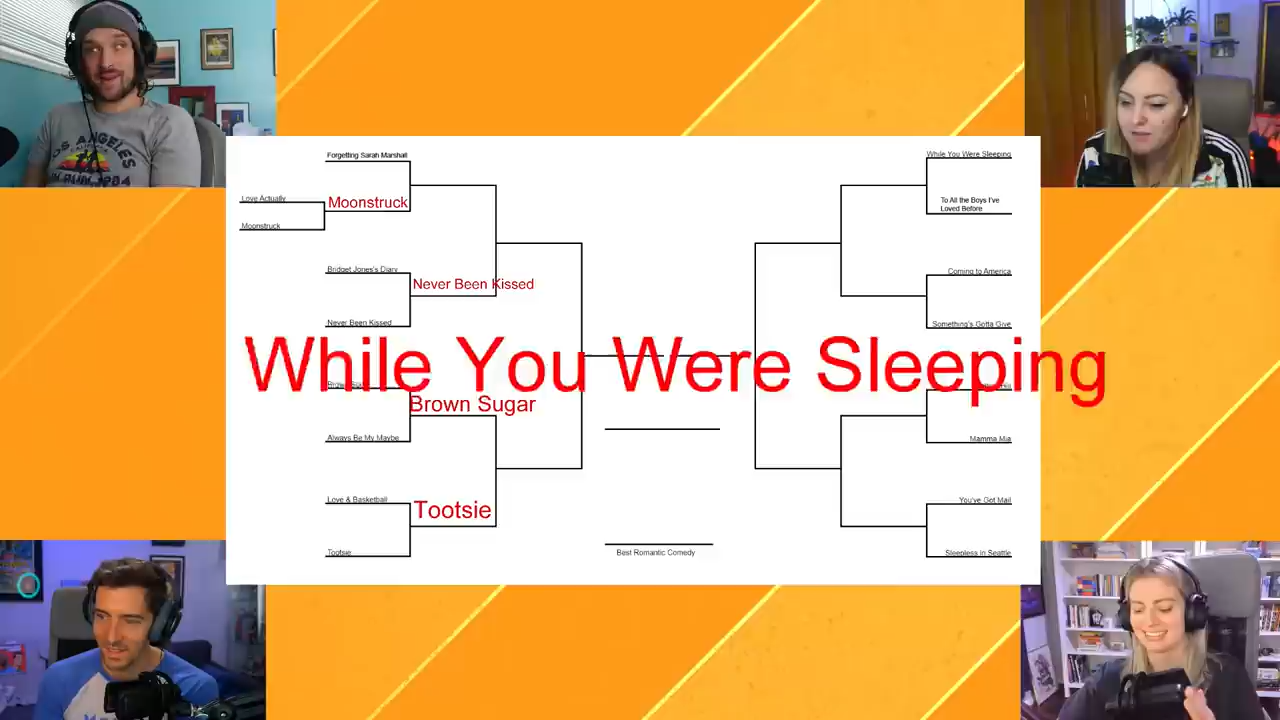 LOS ANGELES
Forgetting Sarah Marshall
While You Were Sleeping
Love Actually
Moonstruck
To All the Boys I've
Loved Before
Moonstruck
Bridget Jones's Diary
Coming to America
Never Been Kissed
Never Been Kissed
Something's Gotta Give
While You Were Sleeping
Brown Sugar
Always Be My Maybe
Mamma Mia
Love & Basketball
You've Got Mail
Tootsie
Tootsie
Sleepless in Seattle
Best Romantic Comedy